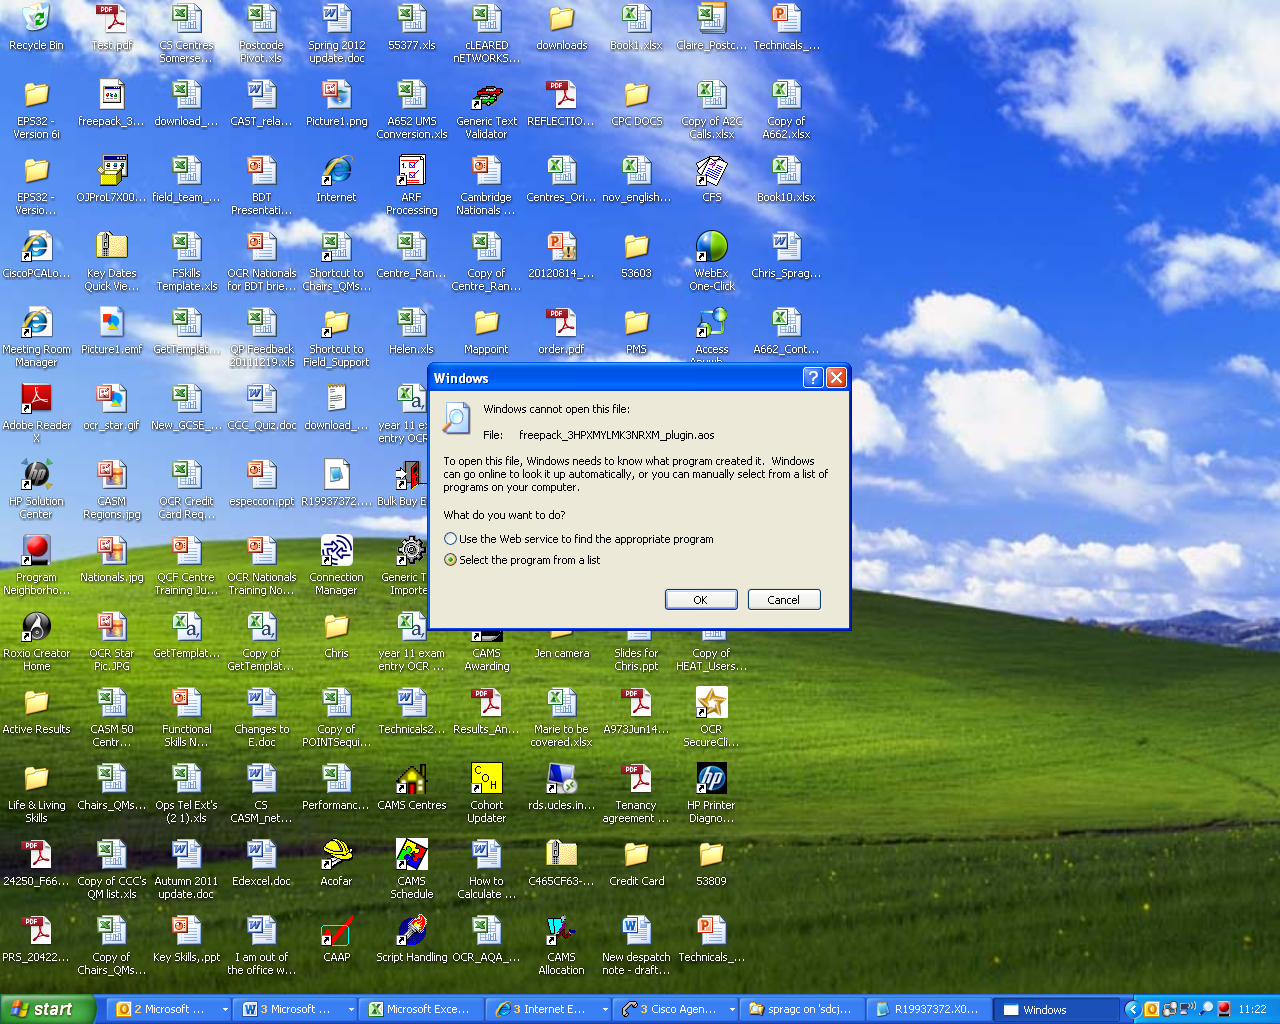 Recycle Bin
Test.pdf
CS Centres
Somerse...
Postcode
Pivot.xls
Spring 2012
update.doc
55377.xls
cLEARED
nETWORKS...
downloads
Book1.xlsx
Claire_Postc...
Technicals_...
EPS32 -
Version 6i
freepack_3...
download_...
CAST_rela...
Picture1.png
A652 UMS
Conversion.xls
Generic Text
Validator
REFLECTIO...
CPC DOCS
Copy of A2C
Calls.xlsx
Copy of
A662.xlsx
EPS32 -
Versio...
OJProL7X00...
field_team_...
BDT
Presentati...
Internet
ARF
Processing
Cambridge
Nationals ...
Centres_Ori...
nov_english...
CFS
Book10.xlsx
CiscoPCALo...
Key Dates
Quick Vie...
FSkills
Template.xls
OCR Nationals
for BDT brie...
Shortcut to
Chairs_QMs...
Centre_Ran...
Copy of
Centre_Ran...
20120814_...
53603
WebEx
One-Click
Chris_Sprag...
Meeting Room
Manager
Picture1.emf
GetTemplat...
QP Feedback
20111219.xls
Shortcut to
Field_Support
Helen.xls
Mappoint
order.pdf
PMS
Access
A662_Cont...
Adobe Reader
X
ocr_star.gif
New_GCSE_...
CCC_Quiz.doc
download_...
year 11 exam
entry OCR
HP Solution
Center
CASM
Regions.jpg
OCR Credit
Card Req...
especcon.ppt
R19937372....
Bulk Buy E
Program
Neighborho...
Nationals.jpg
QCF Centre
Training Ju...
OCR Nationals
Training No...
Connection
Manager
Generic T
Importe
Windows
Windows cannot open this file:
File: freepack_3HPXMYLMK3NRXM_plugin.aos
To open this file, Windows needs to know what program created it. Windows
can go online to look it up automatically, or you can manually select from a list of
programs on your computer.
What do you want to do?
Use the Web service to find the appropriate program
Select the program from a list
OK
Cancel
Roxio Creator
Home
OCR Star
Pic.JPG
GetTemplat...
Copy of
GetTemplat...
Chris
year 11 exam
entry OCR ...
CAMS
Awarding
Jen camera
Slides for
Chris.ppt
Copy of
HEAT_Users...
Active Results
CASM 50
Centr...
Functional
Skills N...
Changes to
E.doc
Copy of
POINTSequi...
Technicals2...
Results_An...
Marie to be
covered.xlsx
A973Jun14...
OCR
SecureCli...
Life & Living
Skills
Chairs_QMs...
Ops Tel Ext's
(2 1).xls
CS
CASM_net...
Performanc...
CAMS Centres
C O H
Cohort
Updater
rds.ucles.in...
Tenancy
agreement ...
HP Printer
Diagno...
24250_F66...
Copy of CCC's
QM list.xls
Autumn 2011
update.doc
Edexcel.doc
Acofar
CAMS
Schedule
How to
Calculate ...
C465CF63-...
Credit Card
53809
PRS_20422...
Copy of
Chairs_QMs...
Key Skills,.ppt
I am out of
the office w...
CAAP
Script Handling
OCR_AQA_...
CAMS
Allocation
New despatch
note - draft...
Technicals_...
start
2 Microsoft ...
3 Microsoft ...
Microsoft Exce...
3 Internet E...
3 Cisco Agen...
spragc on 'sdcj...
R19937372.X0...
Windows
11:22